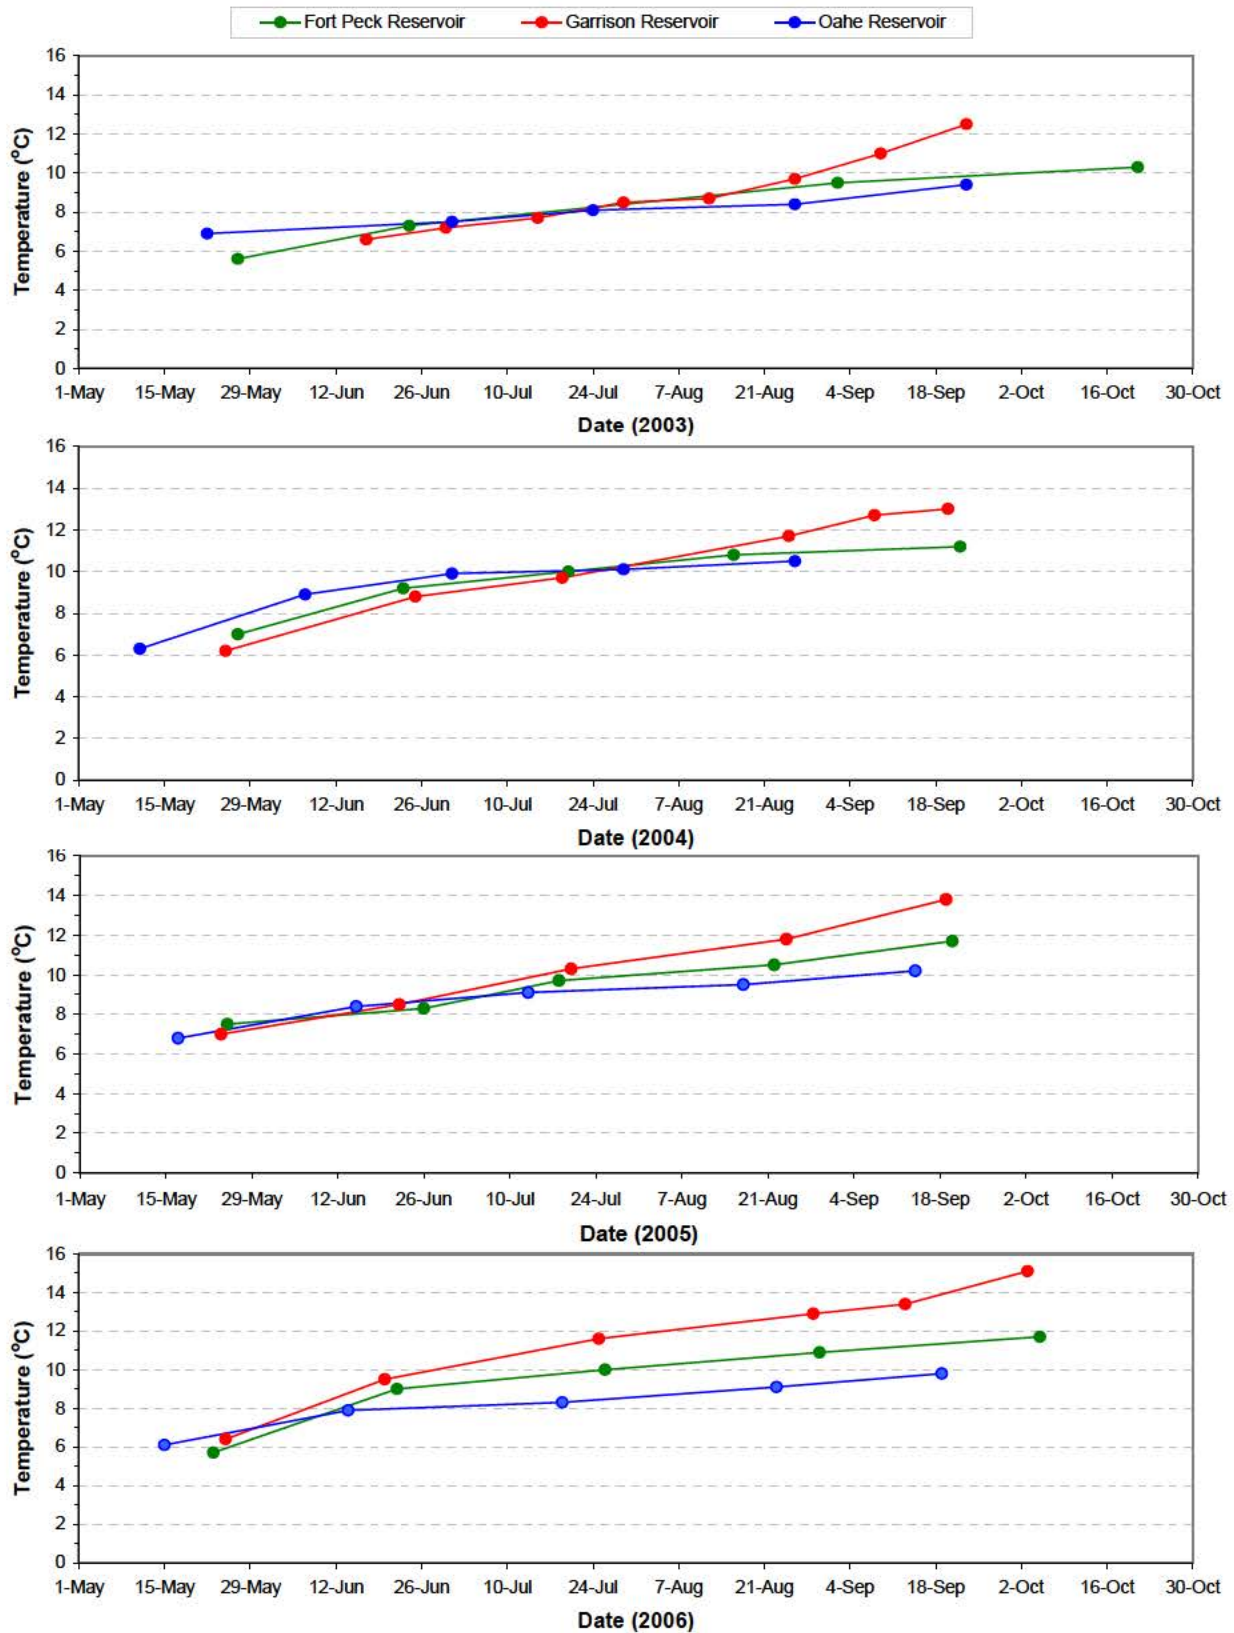 Fort Peck Reservoir Garrison Reservoir Oahe Reservoir
16
14
12
10
8
6
4
2
0
Temperature (°C)
1-May 15-May 29-May 12-Jun 26-Jun 10-Jul 24-Jul 7-Aug 21-Aug 4-Sep 18-Sep 2-Oct 16-Oct 30-Oct
Date (2003)
16
14
12
10
8
6
4
2
0
Temperature (°C)
1-May 15-May 29-May 12-Jun 26-Jun 10-Jul 24-Jul 7-Aug 21-Aug 4-Sep 18-Sep 2-Oct 16-Oct 30-Oct
Date (2004)
16
14
12
10
8
6
4
2
0
Temperature (°C)
1-May 15-May 29-May 12-Jun 26-Jun 10-Jul 24-Jul 7-Aug 21-Aug 4-Sep 18-Sep 2-Oct 16-Oct 30-Oct
Date (2005)
16
14
12
10
8
6
4
2
0
Temperature (°C)
1-May 15-May 29-May 12-Jun 26-Jun 10-Jul 24-Jul 7-Aug 21-Aug 4-Sep 18-Sep 2-Oct 16-Oct 30-Oct
Date (2006)